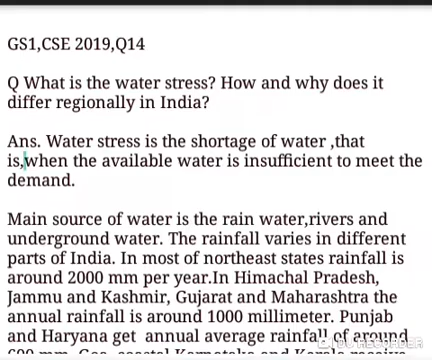 GS1,CSE 2019,Q14
Q What is the water stress? How and why does it
differ regionally in India?
Ans. Water stress is the shortage of water ,that
is,when the available water is insufficient to meet the
demand.
Main source of water is the rain water,rivers and
underground water. The rainfall varies in different
parts of India. In most of northeast states rainfall is
around 2000 mm per year.In Himachal Pradesh,
Jammu and Kashmir, Gujarat and Maharashtra the
annual rainfall is around 1000 millimeter. Punjab
and Haryana get annual average rainfall of around
RECORDER